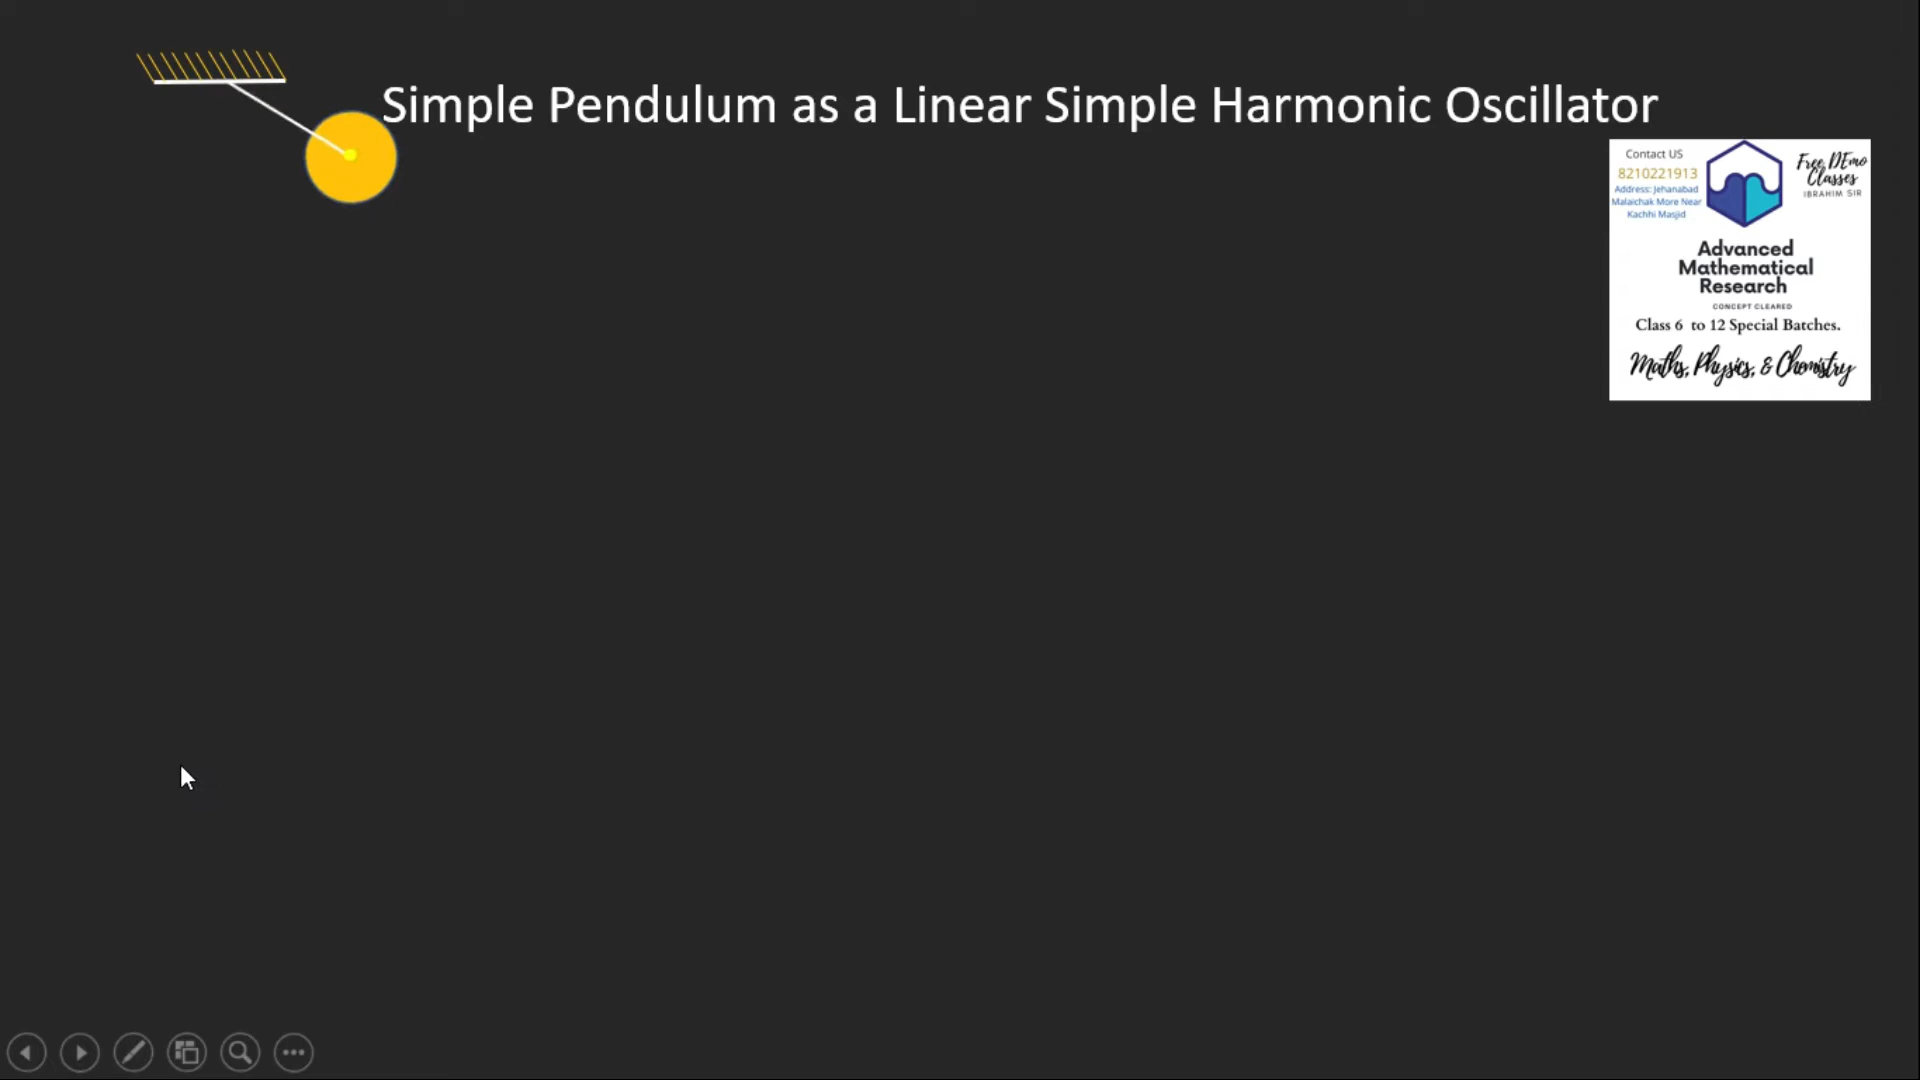 Simple Pendulum as a Linear Simple Harmonic Oscillator
Contact US
8210221913
Address: Jehanabad
Malaichak More Near
Kachhi Masjid
Free DEmo
Classes
IBRAHIM SIR
Advanced
Mathematical
Research
CONCEPT CLEARED
Class 6 to 12 Special Batches.
Maths, Physics, & Chemistry